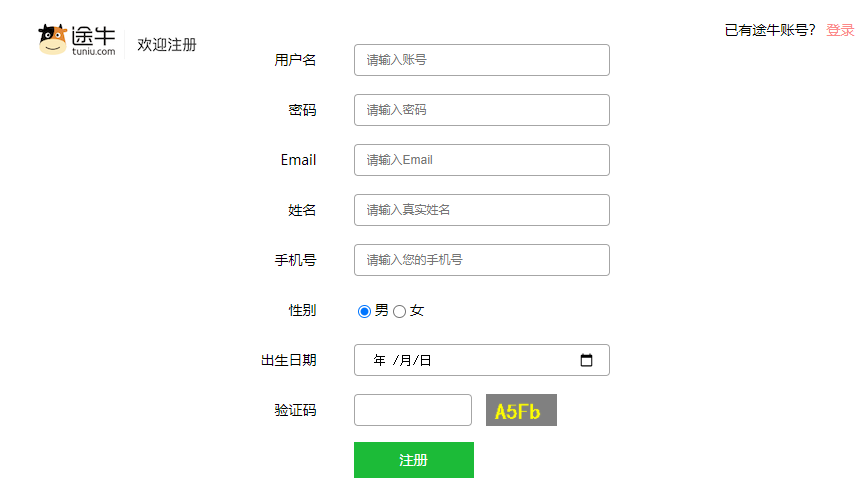 途牛
tuniu.com
欢迎注册
已有途牛账号？ 登录
用户名 请输入账号
密码 请输入密码
Email 请输入Email
姓名 请输入真实姓名
手机号 请输入您的手机号
性别 男 女
出生日期 年 /月/日
验证码 A5Fb
注册